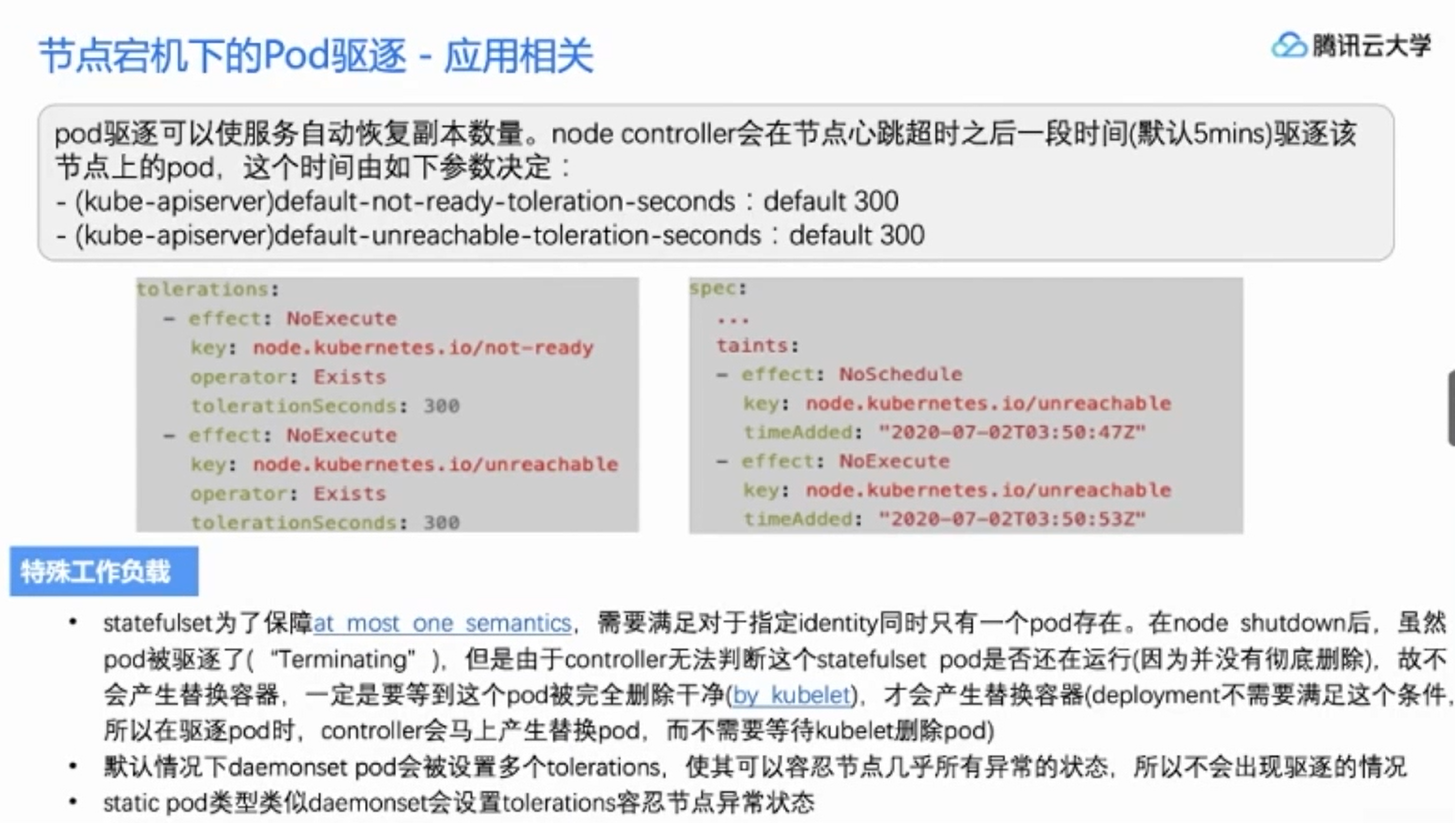 节点宕机下的Pod驱逐 - 应用相关
腾讯云大学
pod驱逐可以使服务自动恢复副本数量。node controller会在节点心跳超时之后一段时间(默认5mins)驱逐该
节点上的pod，这个时间由如下参数决定：
- (kube-apiserver)default-not-ready-toleration-seconds：default 300
- (kube-apiserver)default-unreachable-toleration-seconds：default 300
tolerations:
- effect: NoExecute
key: node.kubernetes.io/not-ready
operator: Exists
tolerationSeconds: 300
- effect: NoExecute
key: node.kubernetes.io/unreachable
operator: Exists
tolerationSeconds: 300
spec:
...
taints:
- effect: NoSchedule
key: node.kubernetes.io/unreachable
timeAdded: "2020-07-02T03:50:47Z"
- effect: NoExecute
key: node.kubernetes.io/unreachable
timeAdded: "2020-07-02T03:50:53Z"
特殊工作负载
• statefulset为了保障at most one semantics，需要满足对于指定identity同时只有一个pod存在。在node shutdown后，虽然
pod被驱逐了(“Terminating”)，但是由于controller无法判断这个statefulset pod是否还在运行(因为并没有彻底删除)，故不
会产生替换容器，一定是要等到这个pod被完全删除干净(by kubelet)，才会产生替换容器(deployment不需要满足这个条件，
所以在驱逐pod时，controller会马上产生替换pod，而不需要等待kubelet删除pod)
• 默认情况下daemonset pod会被设置多个tolerations，使其可以容忍节点几乎所有异常的状态，所以不会出现驱逐的情况
• static pod类型类似daemonset会设置tolerations容忍节点异常状态